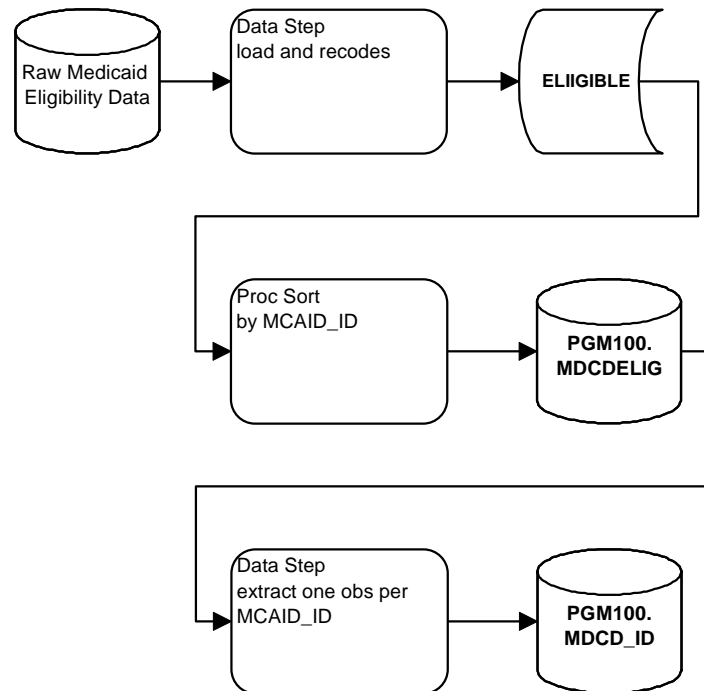 Raw Medicaid
Eligibility Data
Data Step
load and recodes
ELIIGIBLE
Proc Sort
by MCAID_ID
PGM100.
MDCDELIG
Data Step
extract one obs per
MCAID_ID
PGM100.
MDCD_ID